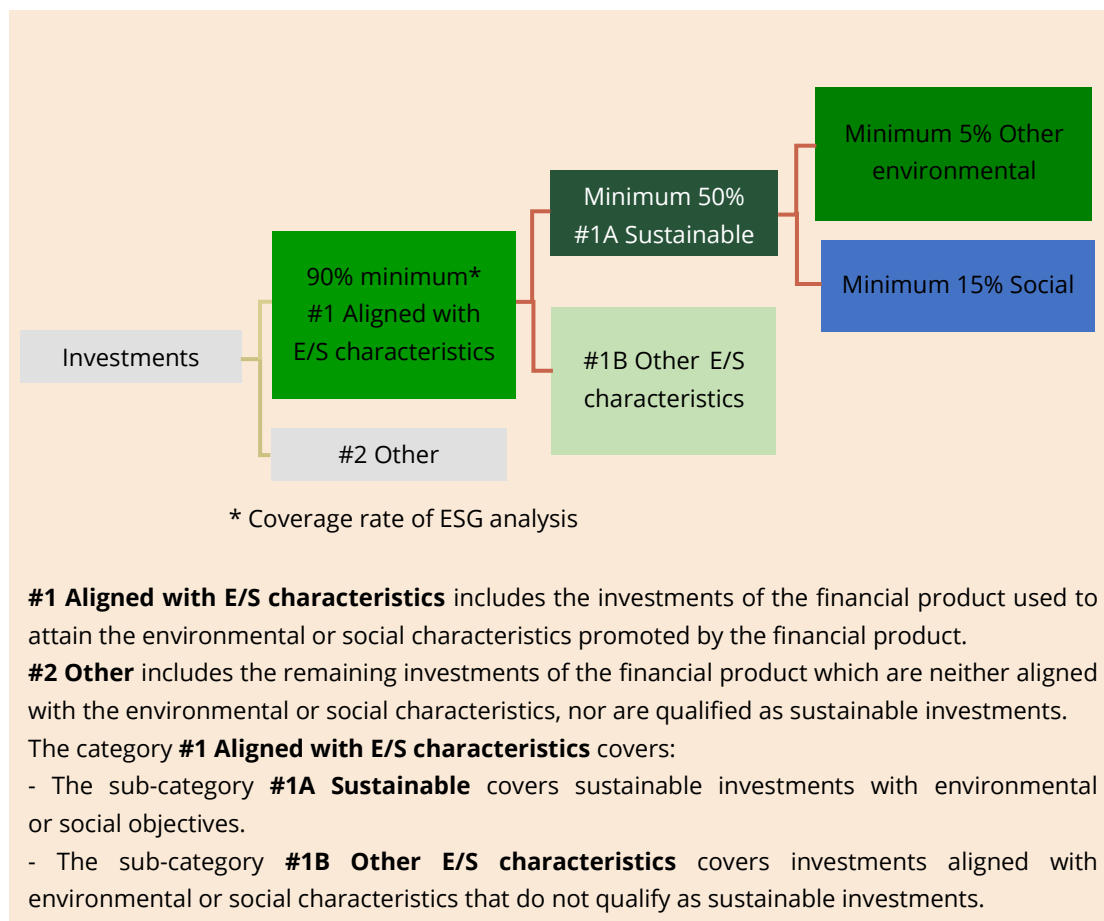 Minimum 5% Other
environmental
Minimum 50%
#1A Sustainable
90% minimum*
#1 Aligned with
E/S characteristics
Minimum 15% Social
Investments
#1B Other E/S
characteristics
#2 Other
* Coverage rate of ESG analysis
#1 Aligned with E/S characteristics includes the investments of the financial product used to
attain the environmental or social characteristics promoted by the financial product.
#2 Other includes the remaining investments of the financial product which are neither aligned
with the environmental or social characteristics, nor are qualified as sustainable investments.
The category #1 Aligned with E/S characteristics covers:
- The sub-category #1A Sustainable covers sustainable investments with environmental
or social objectives.
- The sub-category #1B Other E/S characteristics covers investments aligned with
environmental or social characteristics that do not qualify as sustainable investments.